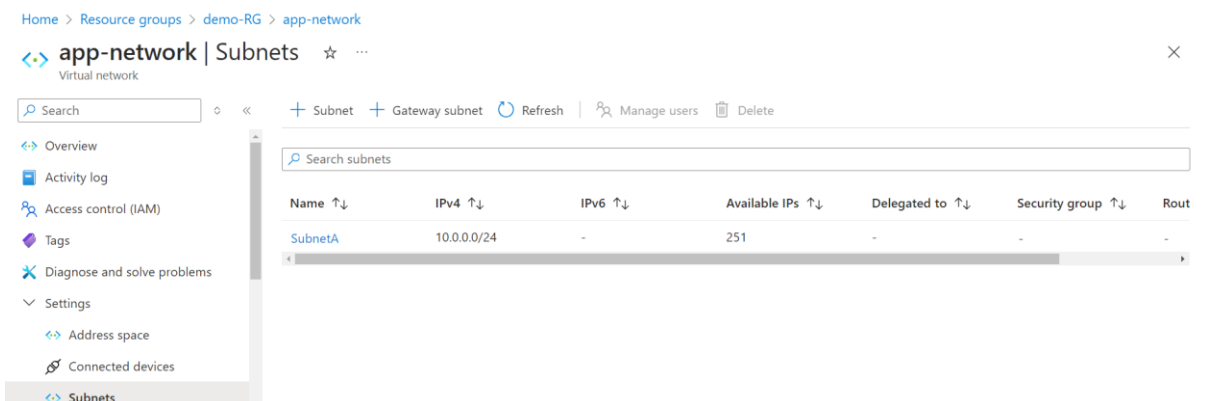 Home > Resource groups > demo-RG > app-network
app-network | Subnets ☆ ...
Virtual network
Search
+ Subnet + Gateway subnet Refresh Manage users Delete
Overview
Activity log
Access control (IAM)
Tags
Diagnose and solve problems
Settings
Address space
Connected devices
Subnets
Search subnets
Name ↑↓ IPv4 ↑↓ IPv6 ↑↓ Available IPs ↑↓ Delegated to ↑↓ Security group ↑↓ Rout
SubnetA 10.0.0.0/24 - 251 - - -